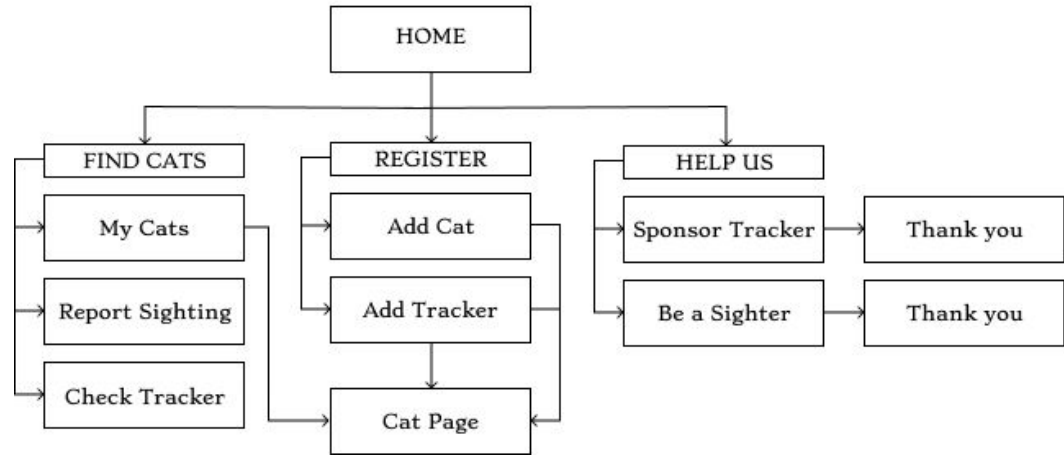 HOME
FIND CATS
REGISTER
HELP US
My Cats
Add Cat
Sponsor Tracker
Thank you
Report Sighting
Add Tracker
Be a Sighter
Thank you
Check Tracker
Cat Page